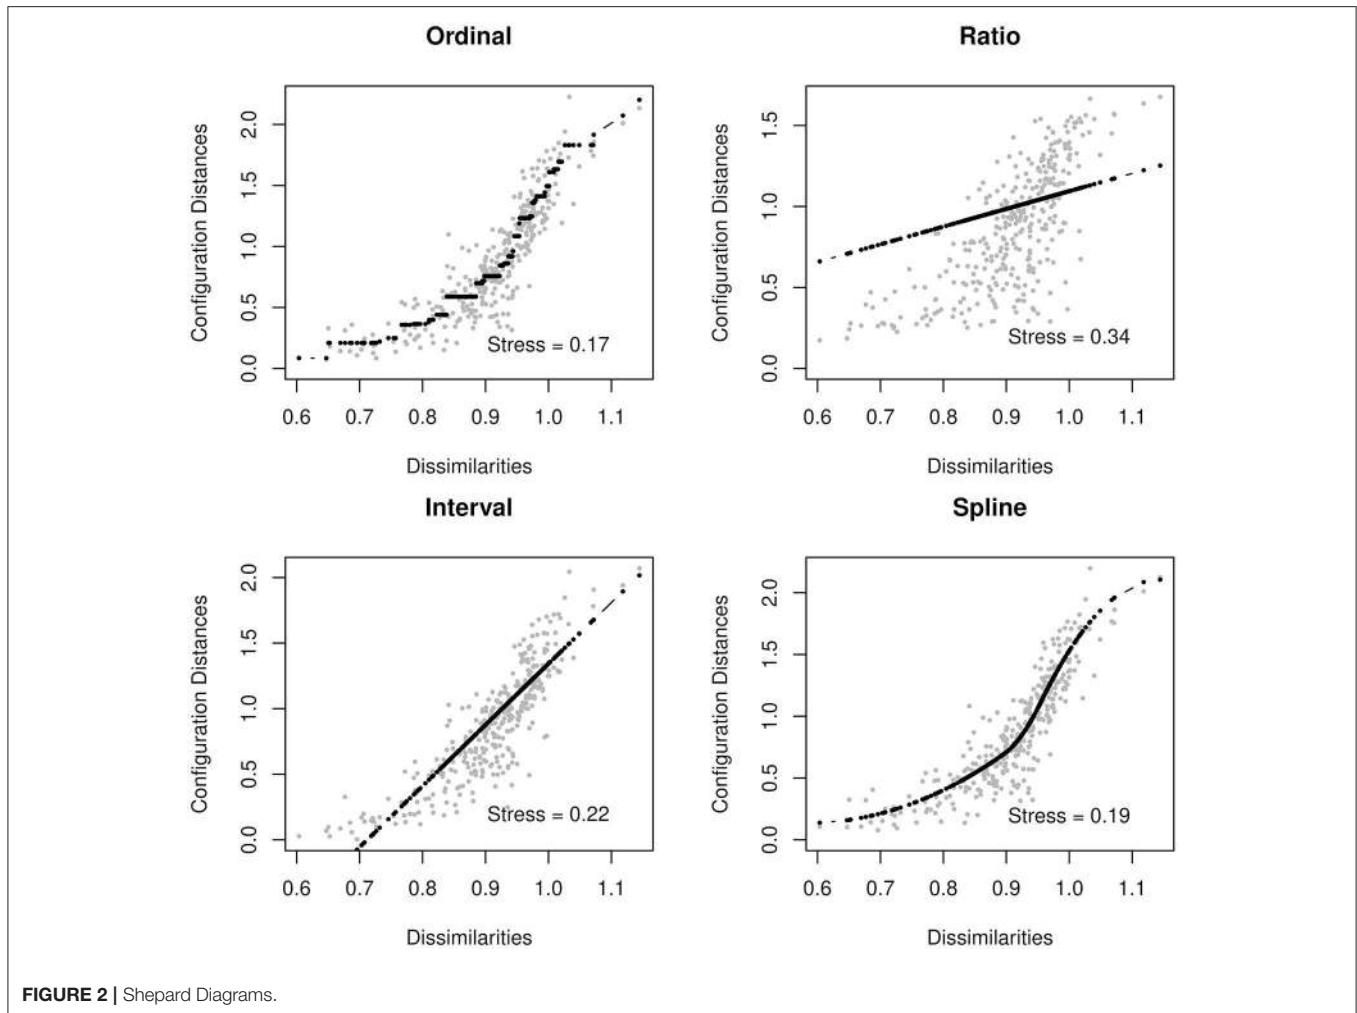 Ordinal
Configuration Distances
0.0 0.5 1.0 1.5 2.0
Stress = 0.17
0.6 0.7 0.8 0.9 1.0 1.1
Dissimilarities
Ratio
Configuration Distances
0.0 0.5 1.0 1.5
Stress = 0.34
0.6 0.7 0.8 0.9 1.0 1.1
Dissimilarities
Interval
Configuration Distances
0.0 0.5 1.0 1.5 2.0
Stress = 0.22
0.6 0.7 0.8 0.9 1.0 1.1
Dissimilarities
Spline
Configuration Distances
0.0 0.5 1.0 1.5 2.0
Stress = 0.19
0.6 0.7 0.8 0.9 1.0 1.1
Dissimilarities
FIGURE 2 | Shepard Diagrams.